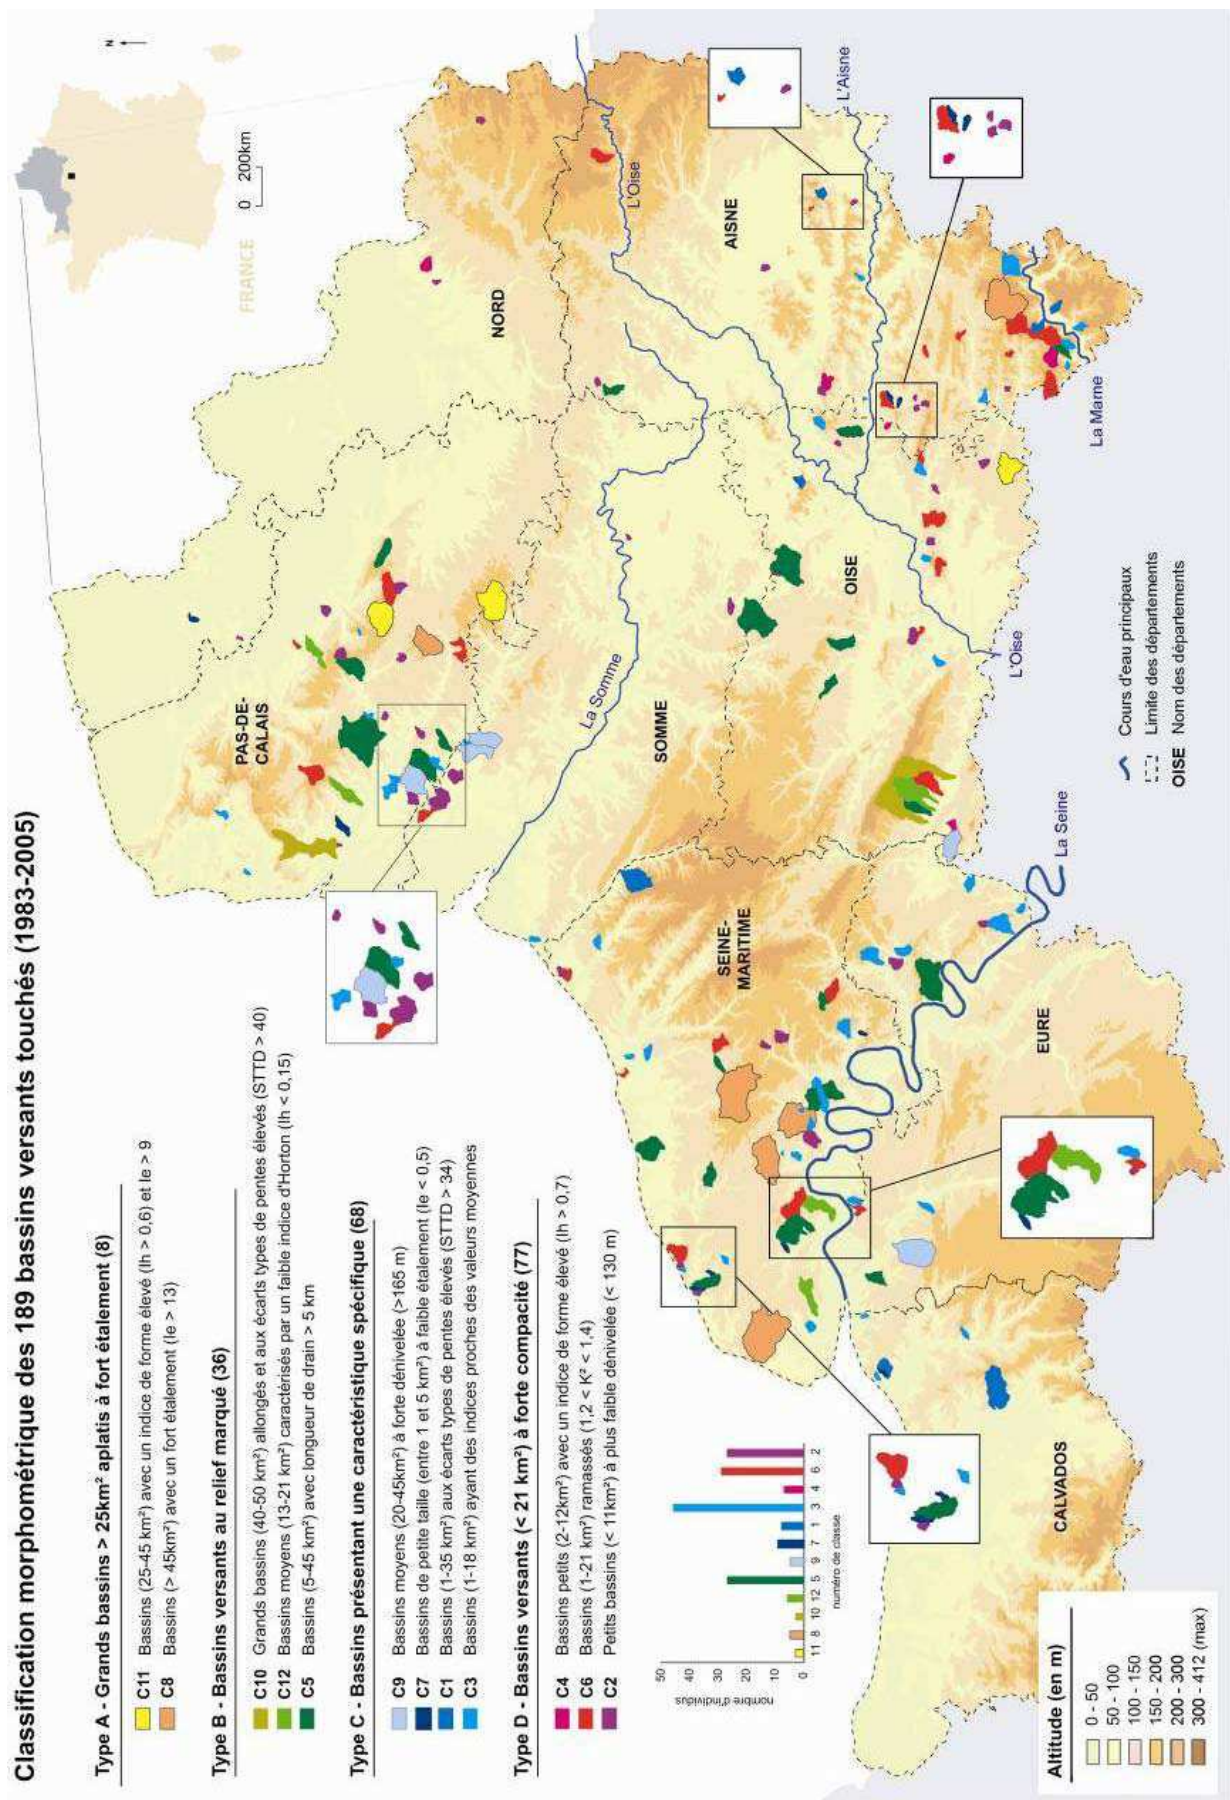 Classification morphométrique des 189 bassins versants touchés (1983-2005)
Type A - Grands bassins > 25km² aplatis à fort étalement (8)
C11 Bassins (25-45 km²) avec un indice de forme élevé (Ih > 0,6) et Ie > 9
C8 Bassins (> 45km²) avec un fort étalement (Ie > 13)
Type B - Bassins versants au relief marqué (36)
C10 Grands bassins (40-50 km²) allongés et aux écarts types de pentes élevés (STTD > 40)
C12 Bassins moyens (13-21 km²) caractérisés par un faible indice d'Horton (Ih < 0,15)
C5 Bassins (5-45 km²) avec longueur de drain > 5 km
Type C - Bassins présentant une caractéristique spécifique (68)
C9 Bassins moyens (20-45km²) à forte dénivelée (>165 m)
C7 Bassins de petite taille (entre 1 et 5 km²) à faible étalement (Ie < 0,5)
C1 Bassins (1-35 km²) aux écarts types de pentes élevés (STTD > 34)
C3 Bassins (1-18 km²) ayant des indices proches des valeurs moyennes
Type D - Bassins versants (< 21 km²) à forte compacité (77)
C4 Bassins petits (2-12km²) avec un indice de forme élevé (Ih > 0,7)
C6 Bassins (1-21 km²) ramassés (1,2 < K² < 1,4)
C2 Petits bassins (< 11km²) à plus faible dénivelée (< 130 m)
nombre d'individus
50
40
30
20
10
0
11 8 10 12 5 9 7 1 3 4 6 2
numéro de classe
Altitude (en m)
0 - 50
50 - 100
100 - 150
150 - 200
200 - 300
300 - 412 (max)
N
0 200km
FRANCE
PAS-DE-
CALAIS
NORD
La Somme
SOMME
L'Oise
AISNE
L'Aisne
OISE
L'Oise
La Marne
SEINE-
MARITIME
La Seine
EURE
CALVADOS
Cours d'eau principaux
Limite des départements
OISE Nom des départements